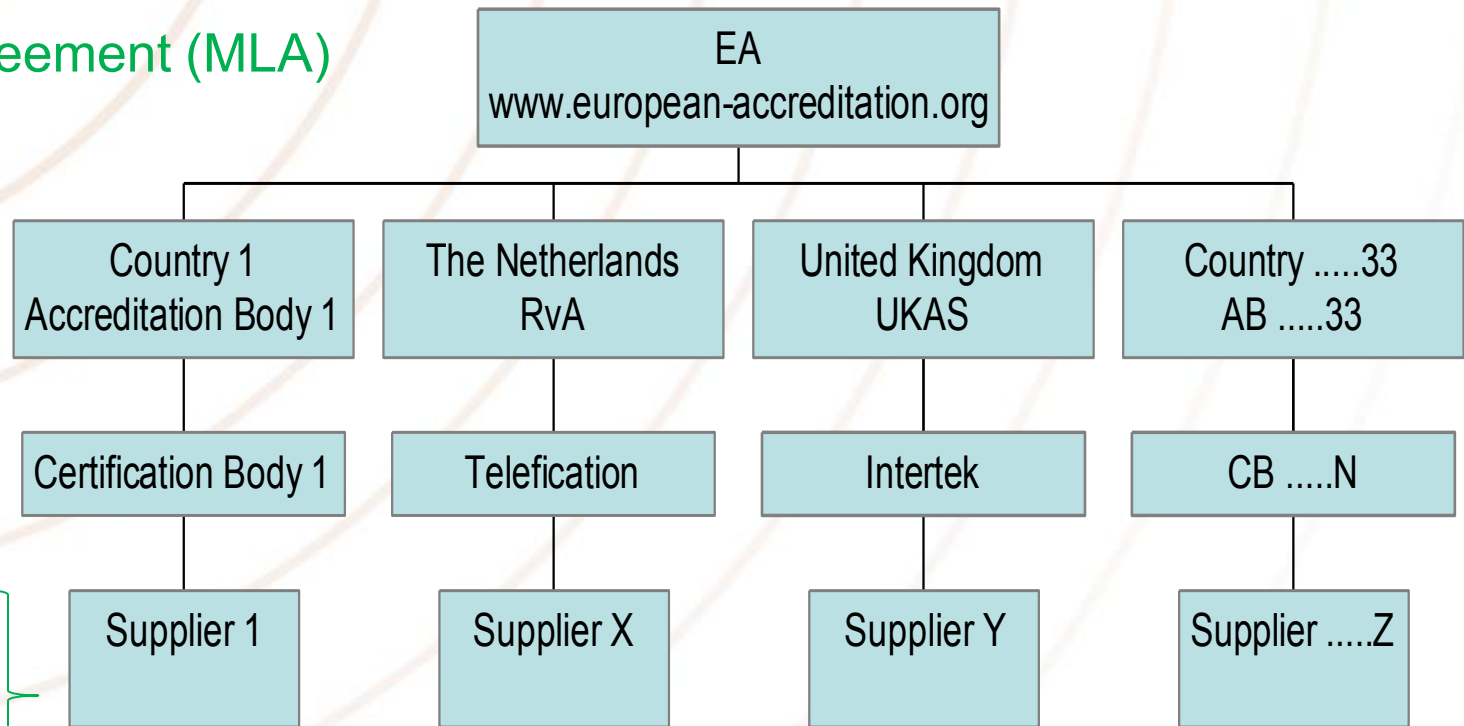 eement (MLA)
EA
www.european-accreditation.org
Country 1
Accreditation Body 1
The Netherlands
RvA
United Kingdom
UKAS
Country .....33
AB .....33
Certification Body 1
Telefication
Intertek
CB .....N
Supplier 1
Supplier X
Supplier Y
Supplier .....Z